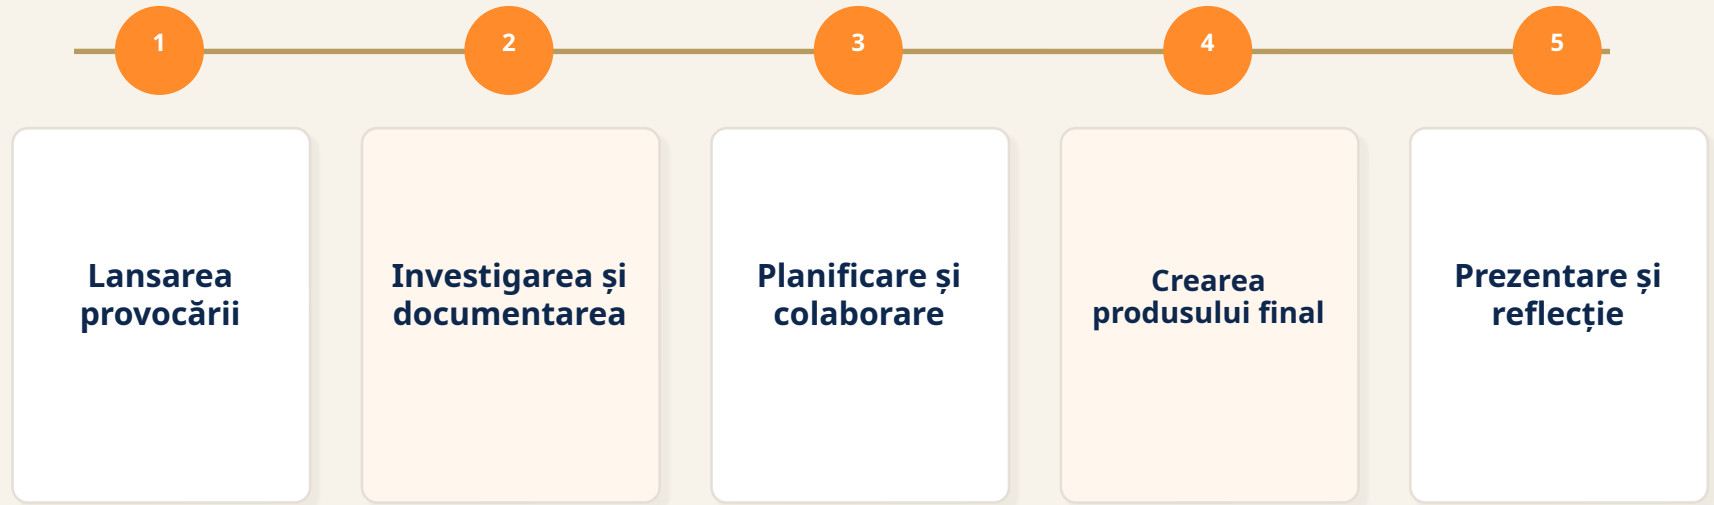 1
2
3
4
5
Lansarea
provocării
Investigarea și
documentarea
Planificare și
colaborare
Crearea
produsului final
Prezentare și
reflecție